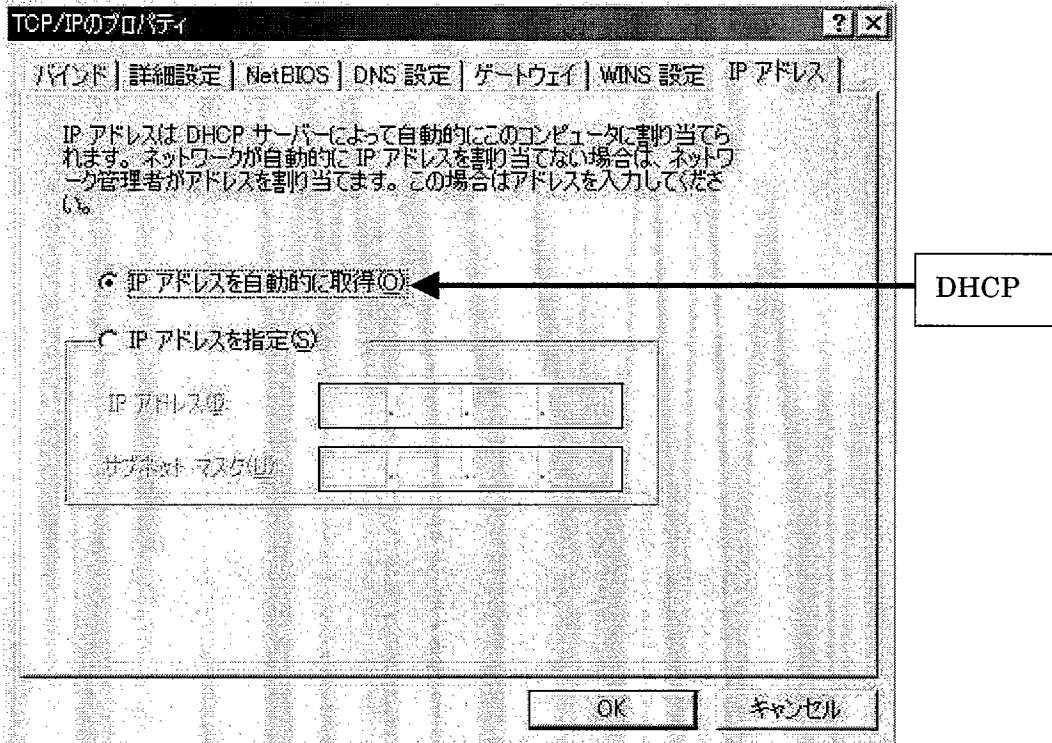 TCP/IPのプロパティ
バインド 詳細設定 NetBIOS DNS 設定 ゲートウェイ WINS 設定 IP アドレス
IP アドレスは DHCP サーバーによって自動的にこのコンピュータに割り当てら
れます。ネットワークが自動的に IP アドレスを割り当てない場合は、ネットワ
ーク管理者がアドレスを割り当てます。この場合はアドレスを入力してくださ
い。
IP アドレスを自動的に取得(O)
DHCP
IP アドレスを指定(S)
IP アドレス(I):
サブネット マスク(U):
OK キャンセル